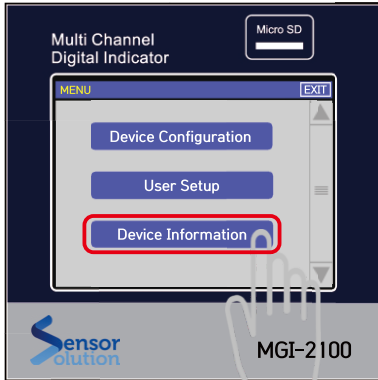 Multi Channel
Digital Indicator
Micro SD
MENU
EXIT
Device Configuration
User Setup
Device Information
Sensor
Solution
MGI-2100